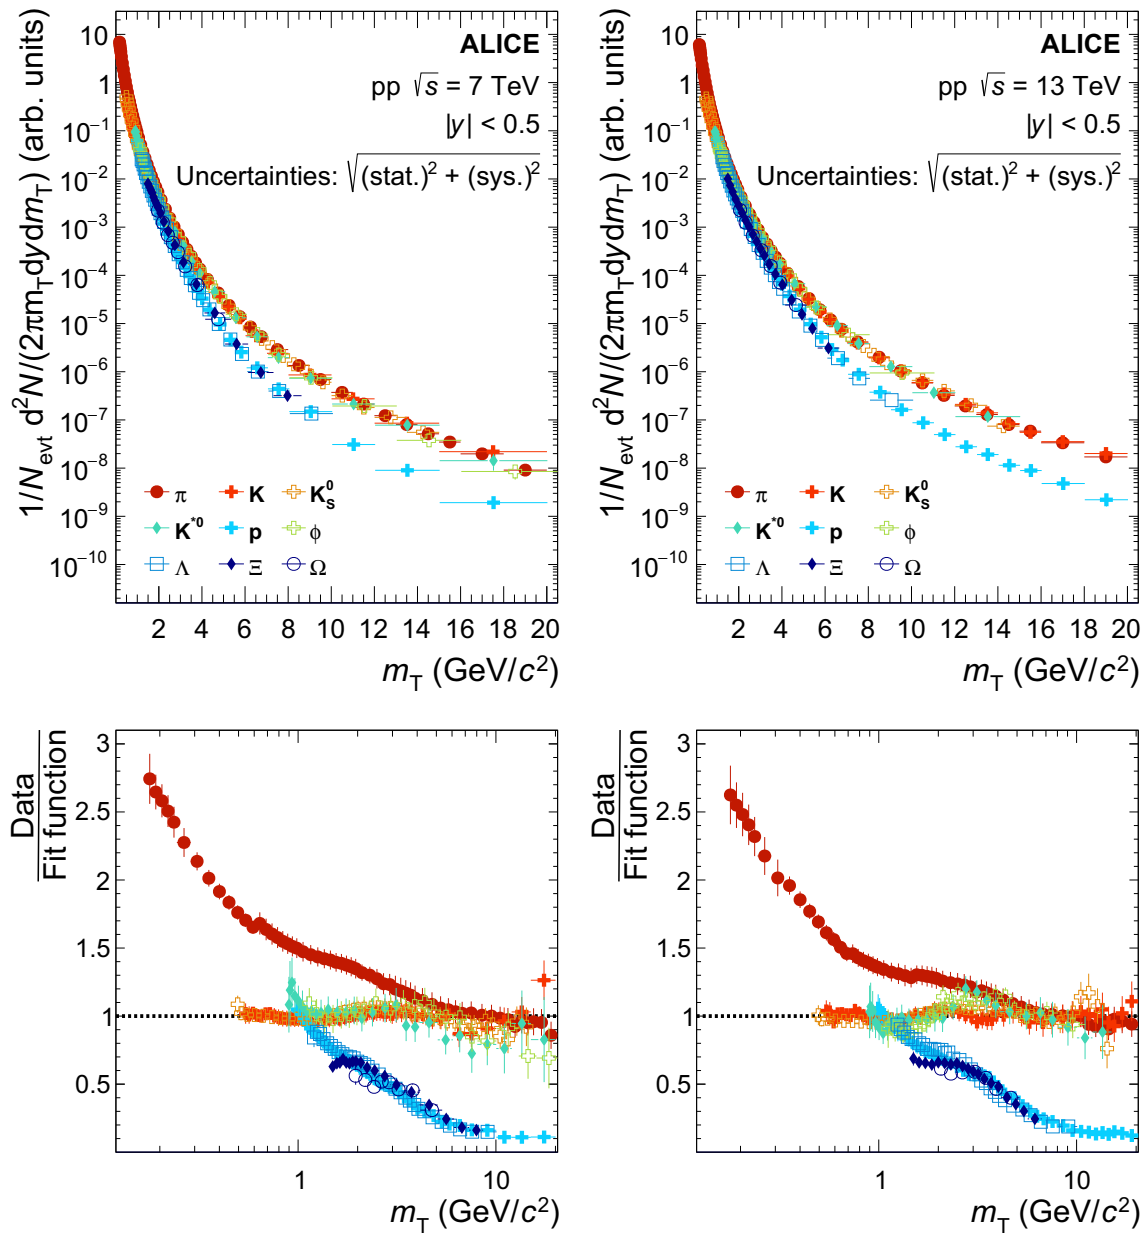 1/N_evt d²N/(2πm_T dydm_T) (arb. units)
10
1
10⁻¹
10⁻²
10⁻³
10⁻⁴
10⁻⁵
10⁻⁶
10⁻⁷
10⁻⁸
10⁻⁹
10⁻¹⁰
ALICE
pp √s = 7 TeV
|y| < 0.5
Uncertainties: √(stat.)² + (sys.)²
π K K⁰_S
K*⁰ p ϕ
Λ Ξ Ω
2 4 6 8 10 12 14 16 18 20
m_T (GeV/c²)
1/N_evt d²N/(2πm_T dydm_T) (arb. units)
10
1
10⁻¹
10⁻²
10⁻³
10⁻⁴
10⁻⁵
10⁻⁶
10⁻⁷
10⁻⁸
10⁻⁹
10⁻¹⁰
ALICE
pp √s = 13 TeV
|y| < 0.5
Uncertainties: √(stat.)² + (sys.)²
π K K⁰_S
K*⁰ p ϕ
Λ Ξ Ω
2 4 6 8 10 12 14 16 18 20
m_T (GeV/c²)
Data
Fit function
3
2.5
2
1.5
1
0.5
1 10
m_T (GeV/c²)
Data
Fit function
3
2.5
2
1.5
1
0.5
1 10
m_T (GeV/c²)